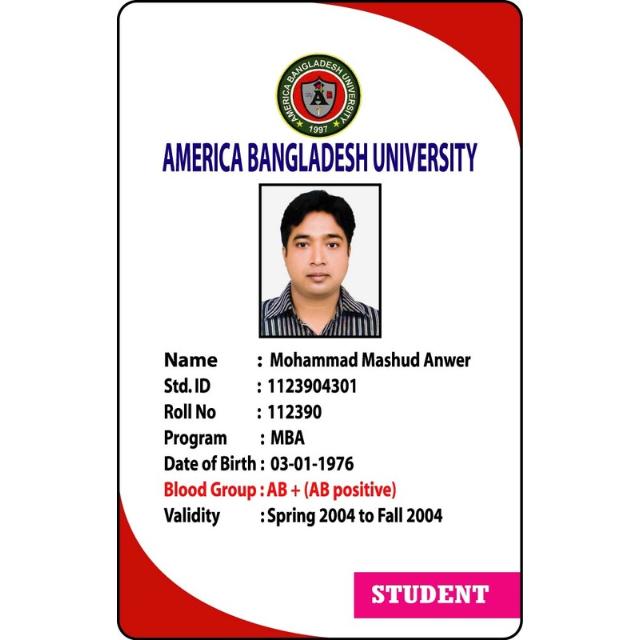 AMERICA BANGLADESH UNIVERSITY
1997
A
AMERICA BANGLADESH UNIVERSITY
Name : Mohammad Mashud Anwer
Std. ID : 1123904301
Roll No : 112390
Program : MBA
Date of Birth : 03-01-1976
Blood Group : AB + (AB positive)
Validity : Spring 2004 to Fall 2004
STUDENT